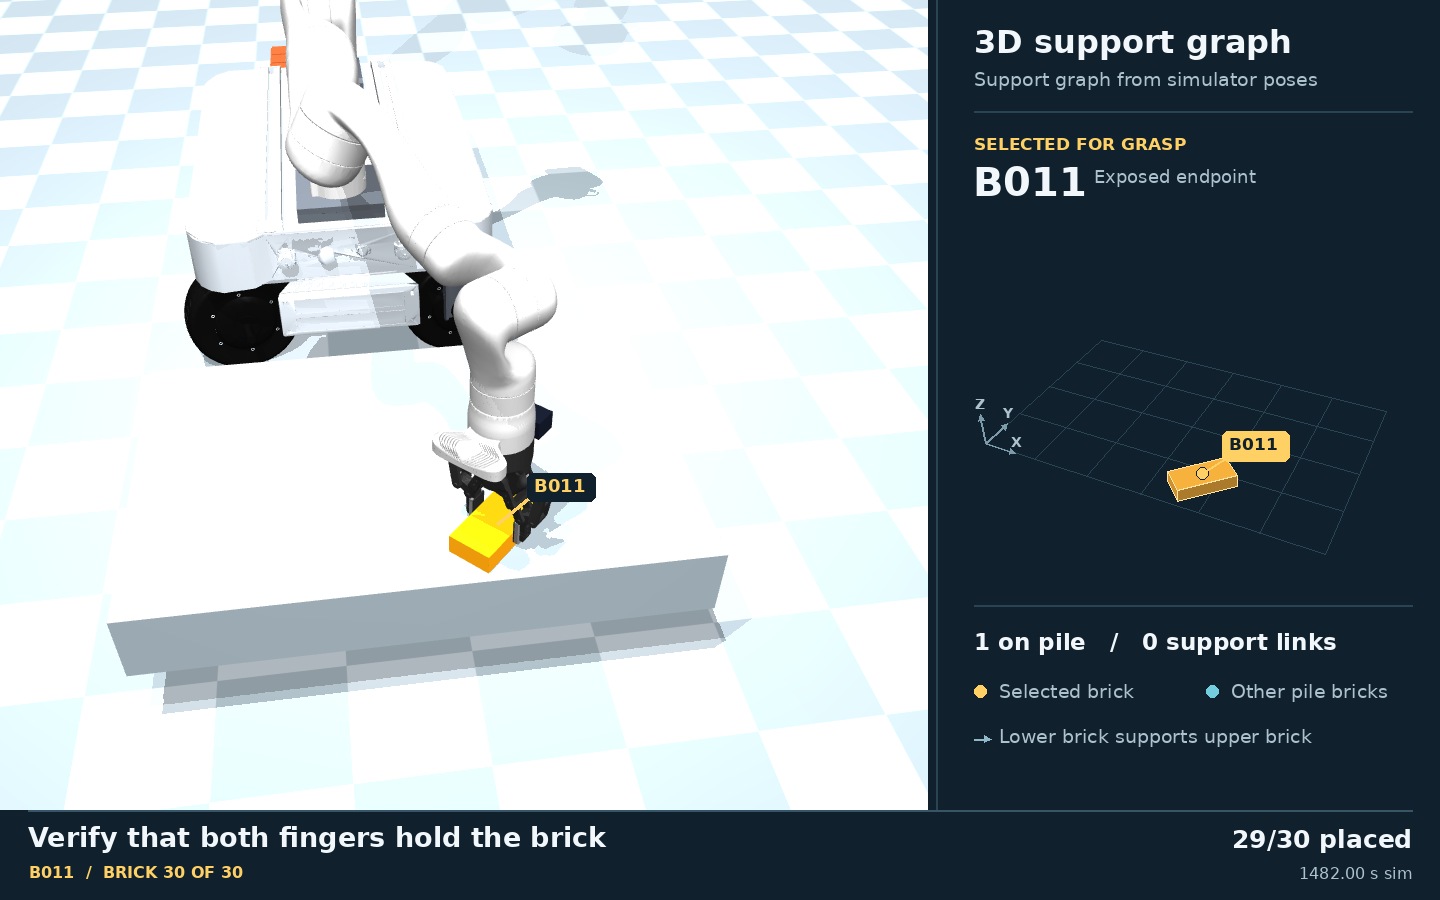 3D support graph
Support graph from simulator poses
SELECTED FOR GRASP
B011 Exposed endpoint
Z
Y
X
B011
B011
1 on pile / 0 support links
Selected brick
Other pile bricks
Lower brick supports upper brick
Verify that both fingers hold the brick
29/30 placed
B011 / BRICK 30 OF 30
1482.00 s sim